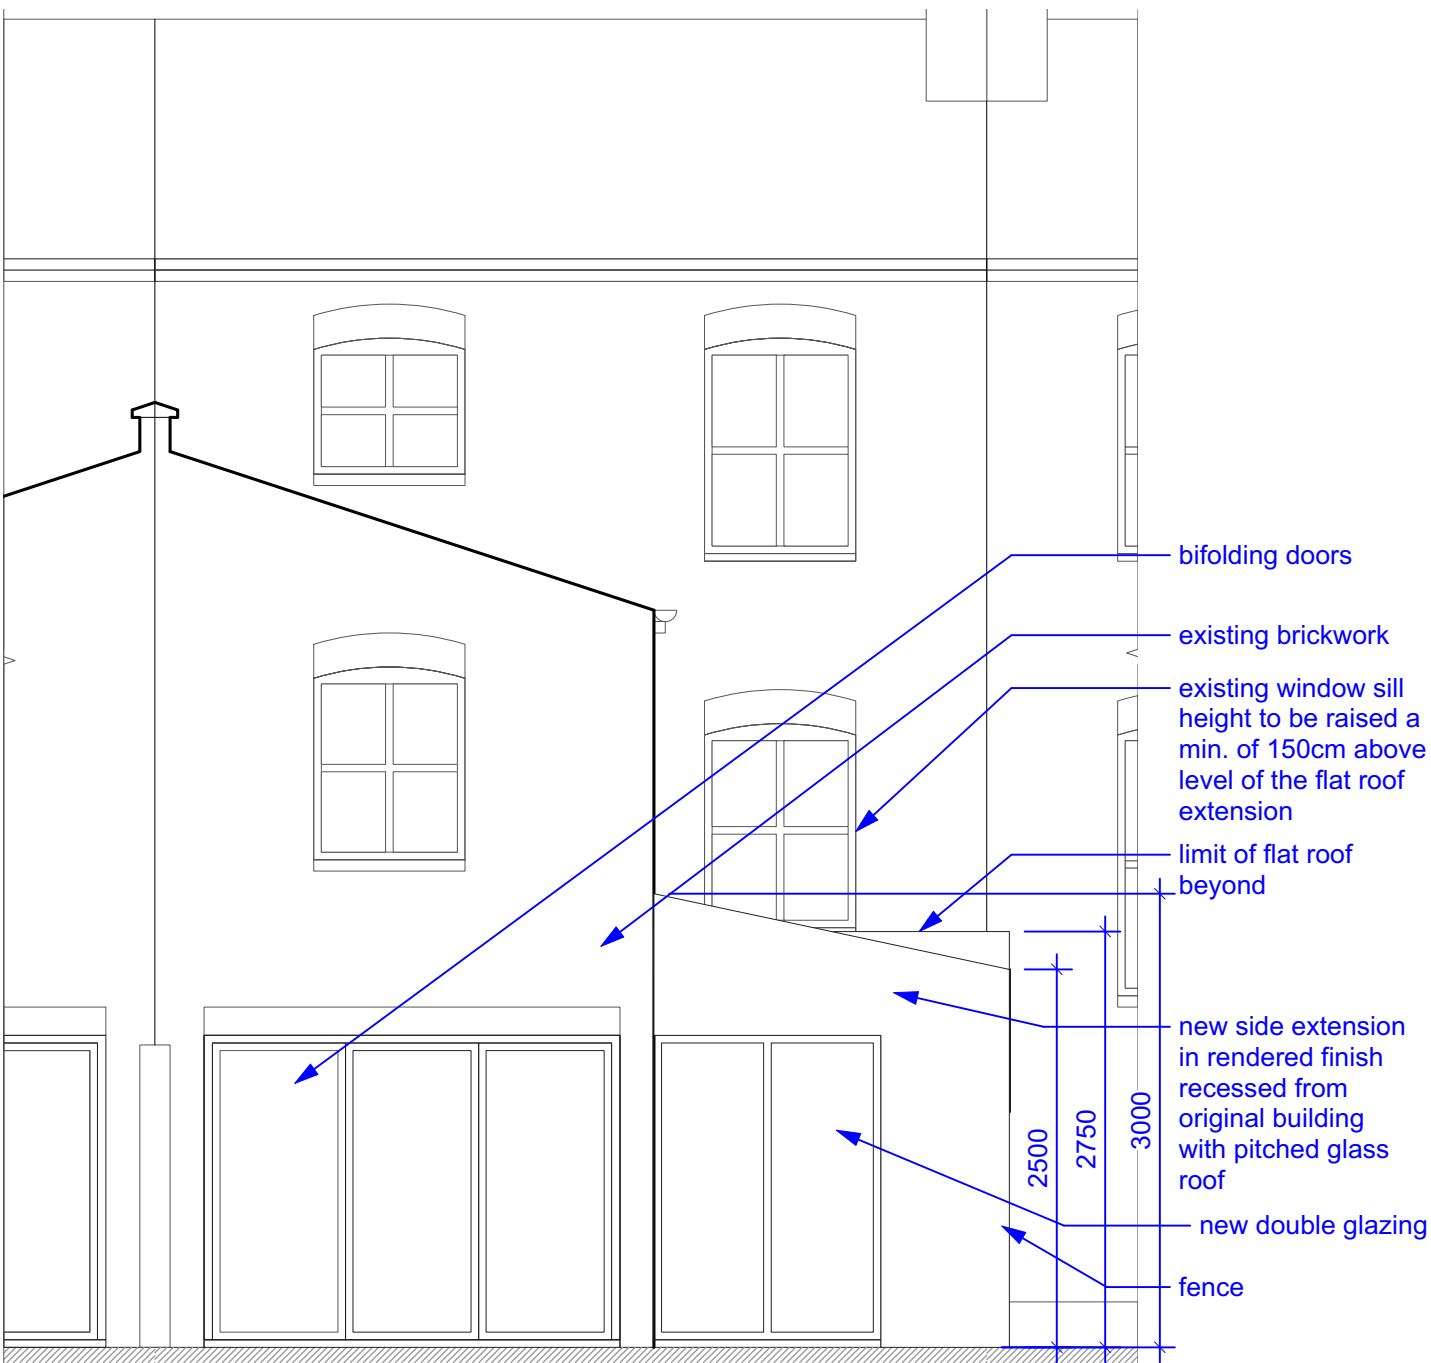 bifolding doors
existing brickwork
existing window sill
height to be raised a
min. of 150cm above
level of the flat roof
extension
limit of flat roof
beyond
new side extension
in rendered finish
recessed from
original building
with pitched glass
roof
2500
2750
3000
new double glazing
fence